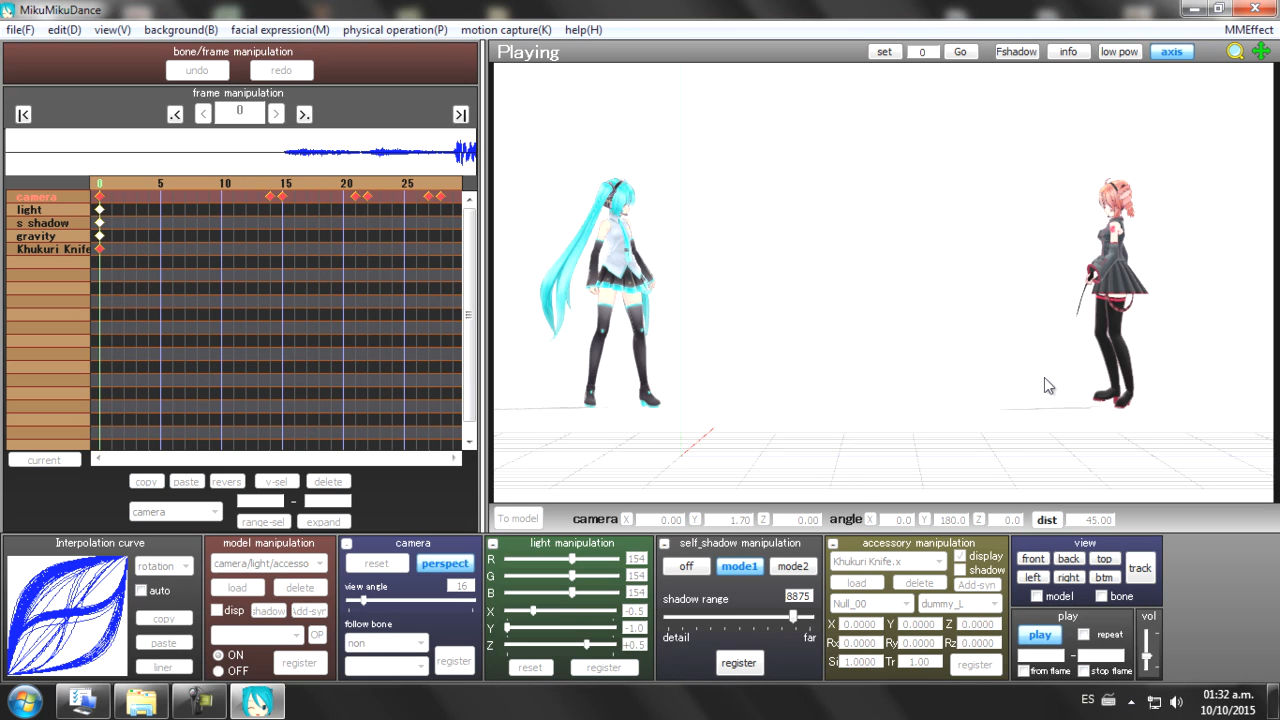 MikuMikuDance
file(F) edit(D) view(V) background(B) facial expression(M) physical operation(P) motion capture(K) help(H) MMEffect
bone/frame manipulation
undo redo
frame manipulation
|< .< < 0 > >. >|
0 5 10 15 20 25
camera
light
s shadow
gravity
Khukuri Knife
current
copy paste revers v-sel delete
camera -
range-sel expand
Playing set 0 Go Fshadow info low pow axis
To model camera X 0.00 Y 1.70 Z 0.00 angle X 0.0 Y 180.0 Z 0.0 dist 45.00
Interpolation curve
rotation
auto
copy
paste
liner
model manipulation
camera/light/accesso
load delete
disp shadow Add-syn
OP
ON
OFF
register
- camera
reset perspect
view angle 16
follow bone
non
register
- light manipulation
R 154
G 154
B 154
X -0.5
Y -1.0
Z +0.5
reset register
- self_shadow manipulation
off mode1 mode2
shadow range 8875
detail far
register
- accessory manipulation
Khukuri Knife.x display
shadow
load delete Add-syn
Null_00 dummy_L
X 0.0000 Y 0.0000 Z 0.0000
Rx 0.0000 Ry 0.0000 Rz 0.0000
Si 1.0000 Tr 1.00 register
view
front back top
left right btm
track
model bone
play
play repeat
-
from flame stop flame
vol
ES 01:32 a.m.
10/10/2015